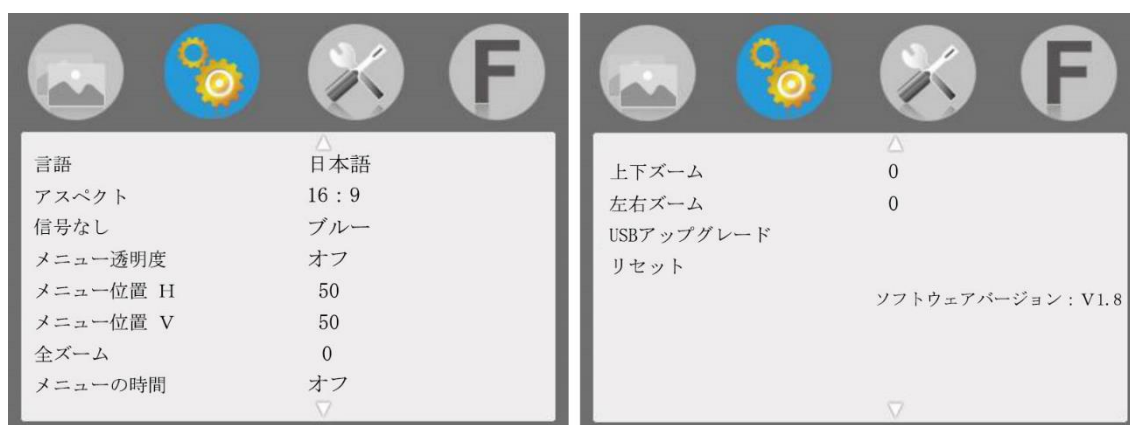 F
言語 日本語
アスペクト 16：9
信号なし ブルー
メニュー透明度 オフ
メニュー位置 H 50
メニュー位置 V 50
全ズーム 0
メニューの時間 オフ
F
上下ズーム 0
左右ズーム 0
USBアップグレード
リセット
ソフトウェアバージョン：V1.8